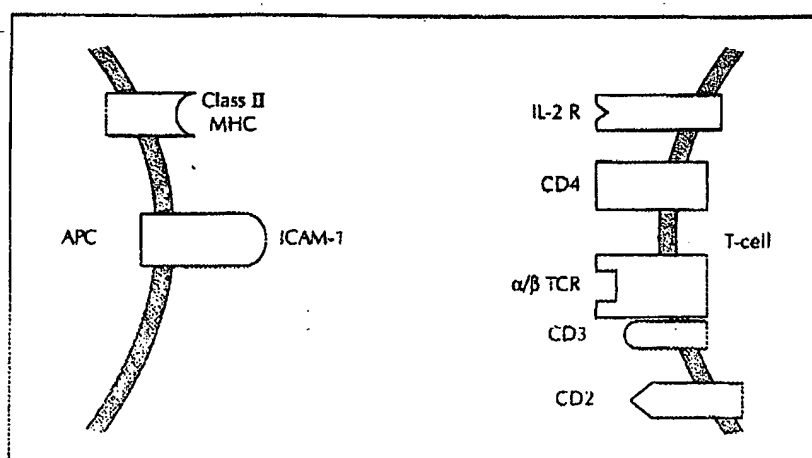 Class II
MHC
APC
ICAM-1
IL-2 R
CD4
T-cell
α/β TCR
CD3
CD2